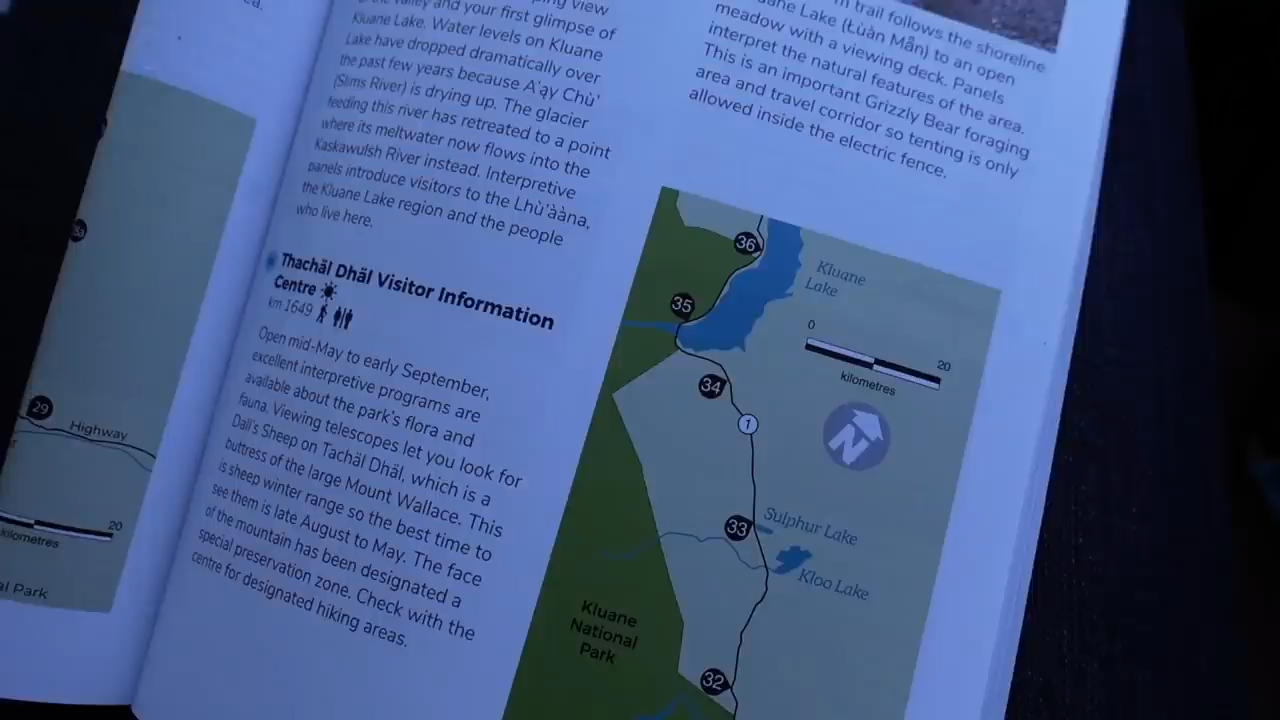 ed.
29
Highway
20
kilometres
al Park
ping view
valley and your first glimpse of
Kluane Lake. Water levels on Kluane
Lake have dropped dramatically over
the past few years because A'ąy Chù'
(Slims River) is drying up. The glacier
feeding this river has retreated to a point
where its meltwater now flows into the
Kaskawulsh River instead. Interpretive
panels introduce visitors to the Lhù'ààna,
the Kluane Lake region and the people
who live here.
Thachäl Dhäl Visitor Information
Centre
km 1649
Open mid-May to early September,
excellent interpretive programs are
available about the park's flora and
fauna. Viewing telescopes let you look for
Dall's Sheep on Tachäl Dhäl, which is a
buttress of the large Mount Wallace. This
is sheep winter range so the best time to
see them is late August to May. The face
of the mountain has been designated a
special preservation zone. Check with the
centre for designated hiking areas.
trail follows the shoreline
ane Lake (Łùàn Mǟn) to an open
meadow with a viewing deck. Panels
interpret the natural features of the area.
This is an important Grizzly Bear foraging
area and travel corridor so tenting is only
allowed inside the electric fence.
36
Kluane
Lake
35
0
20
kilometres
34
1
N
33
Sulphur Lake
Kloo Lake
Kluane
National
Park
32